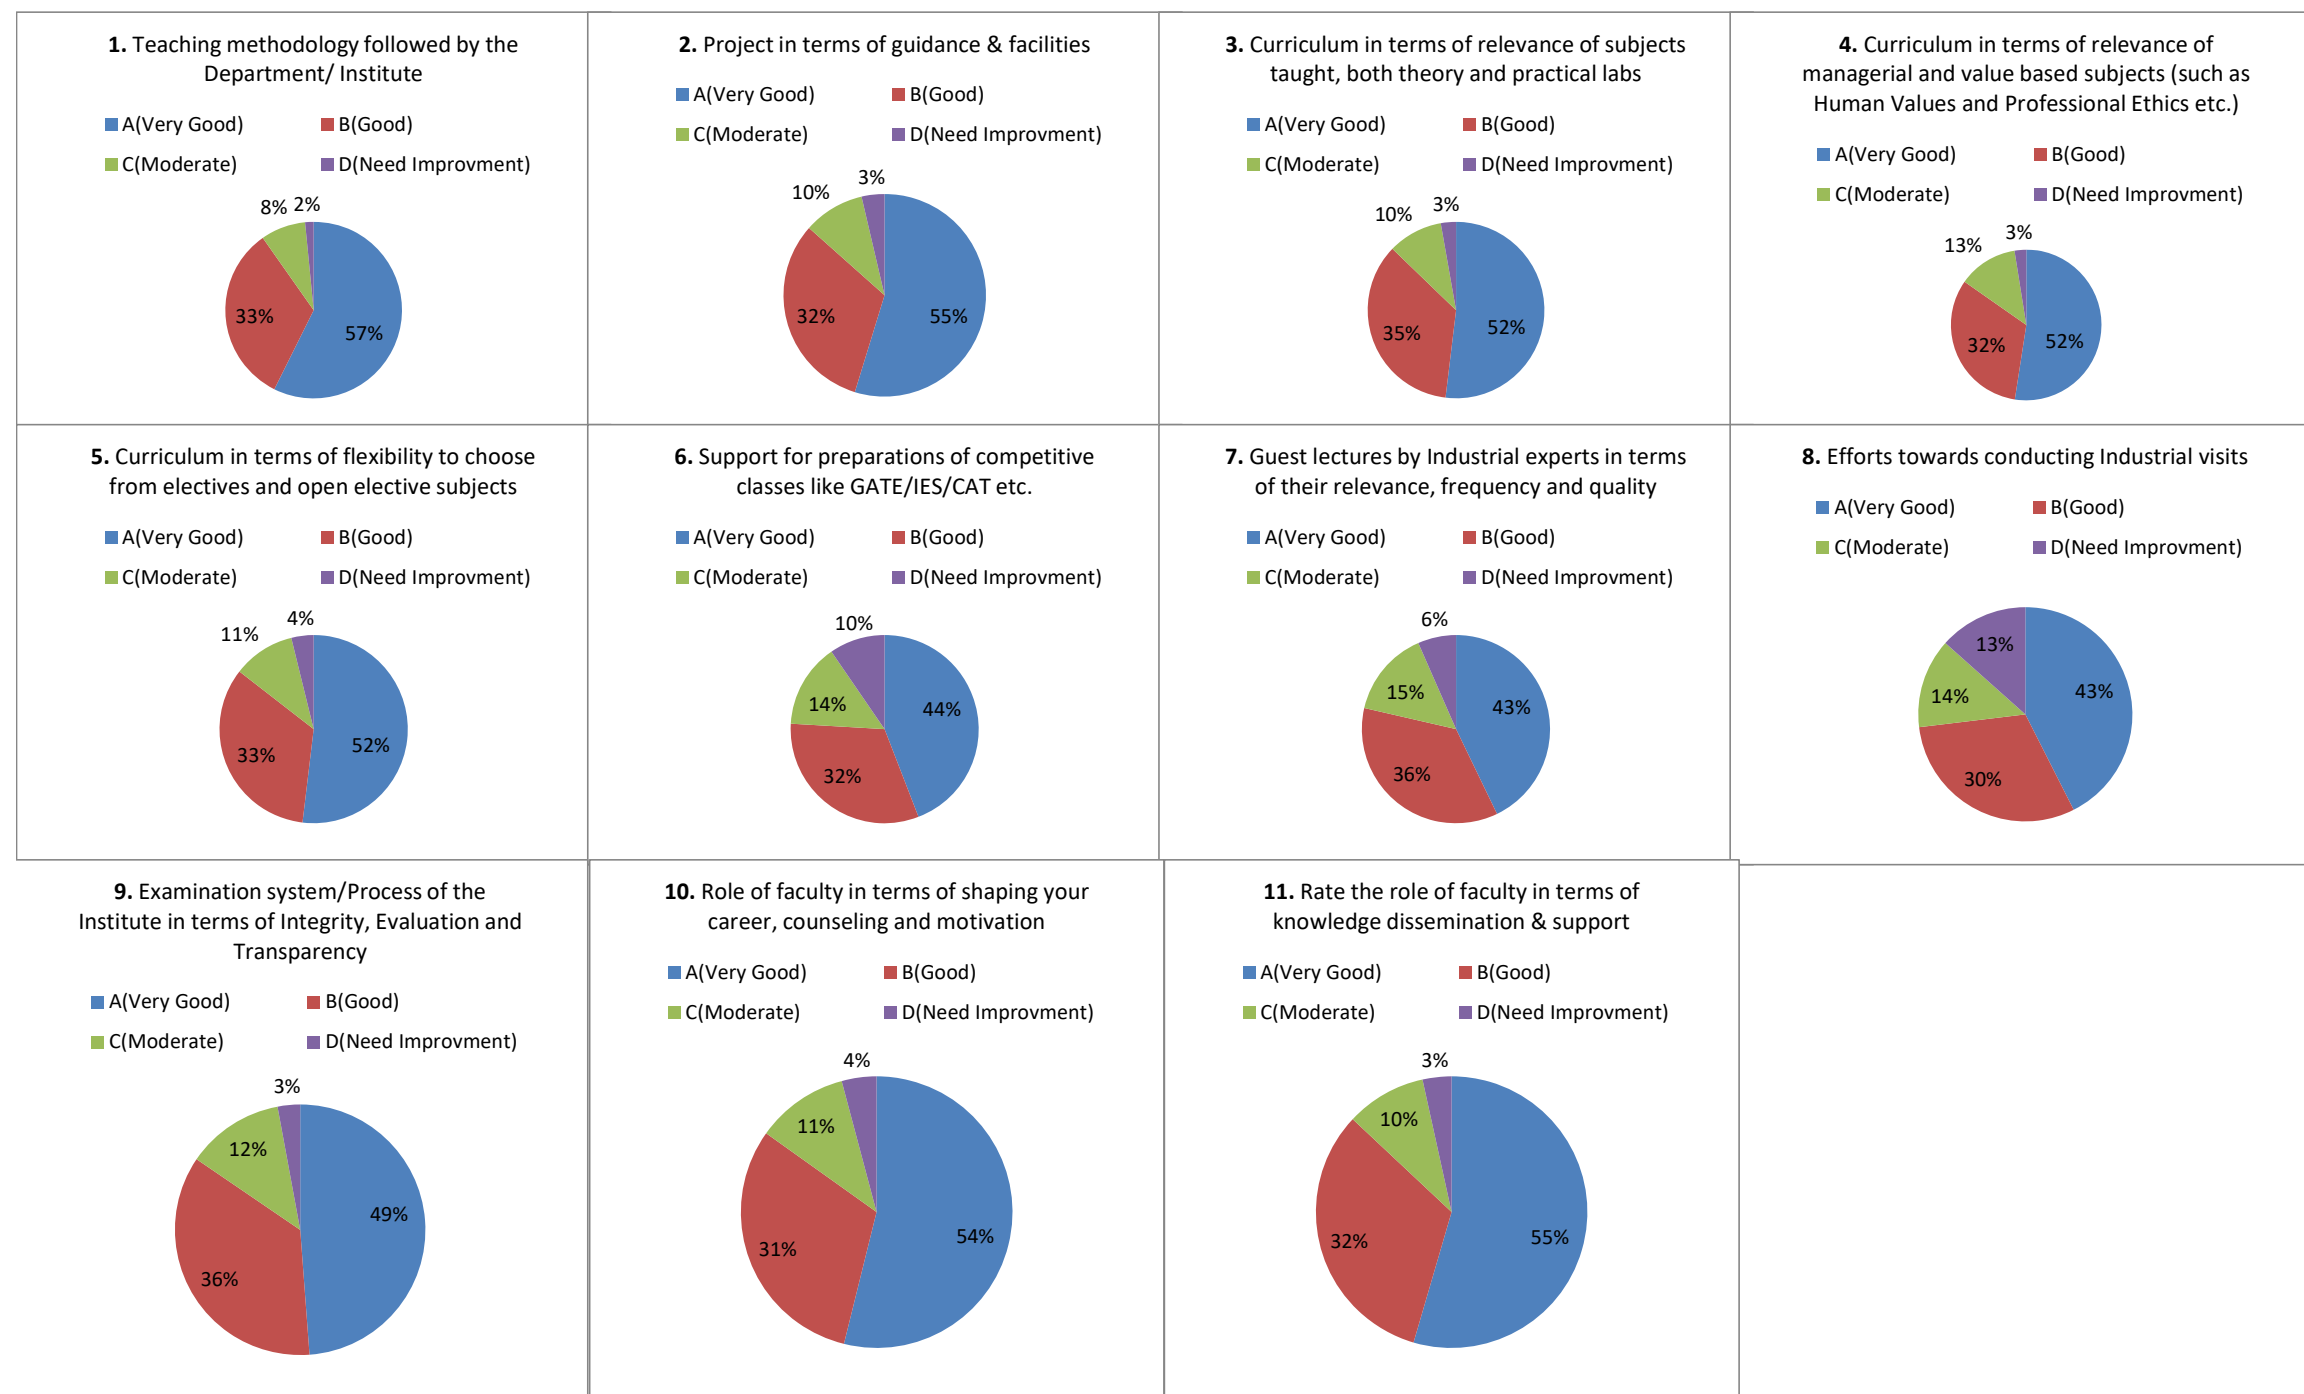 1. Teaching methodology followed by the
Department/ Institute
A(Very Good) B(Good)
C(Moderate) D(Need Improvment)
8% 2%
33%
57%
2. Project in terms of guidance & facilities
A(Very Good) B(Good)
C(Moderate) D(Need Improvment)
3%
10%
32%
55%
3. Curriculum in terms of relevance of subjects
taught, both theory and practical labs
A(Very Good) B(Good)
C(Moderate) D(Need Improvment)
3%
10%
35%
52%
4. Curriculum in terms of relevance of
managerial and value based subjects (such as
Human Values and Professional Ethics etc.)
A(Very Good) B(Good)
C(Moderate) D(Need Improvment)
3%
13%
32%
52%
5. Curriculum in terms of flexibility to choose
from electives and open elective subjects
A(Very Good) B(Good)
C(Moderate) D(Need Improvment)
4%
11%
33%
52%
6. Support for preparations of competitive
classes like GATE/IES/CAT etc.
A(Very Good) B(Good)
C(Moderate) D(Need Improvment)
10%
14%
44%
32%
7. Guest lectures by Industrial experts in terms
of their relevance, frequency and quality
A(Very Good) B(Good)
C(Moderate) D(Need Improvment)
6%
15%
43%
36%
8. Efforts towards conducting Industrial visits
A(Very Good) B(Good)
C(Moderate) D(Need Improvment)
13%
14%
43%
30%
9. Examination system/Process of the
Institute in terms of Integrity, Evaluation and
Transparency
A(Very Good) B(Good)
C(Moderate) D(Need Improvment)
3%
12%
49%
36%
10. Role of faculty in terms of shaping your
career, counseling and motivation
A(Very Good) B(Good)
C(Moderate) D(Need Improvment)
4%
11%
54%
31%
11. Rate the role of faculty in terms of
knowledge dissemination & support
A(Very Good) B(Good)
C(Moderate) D(Need Improvment)
3%
10%
55%
32%